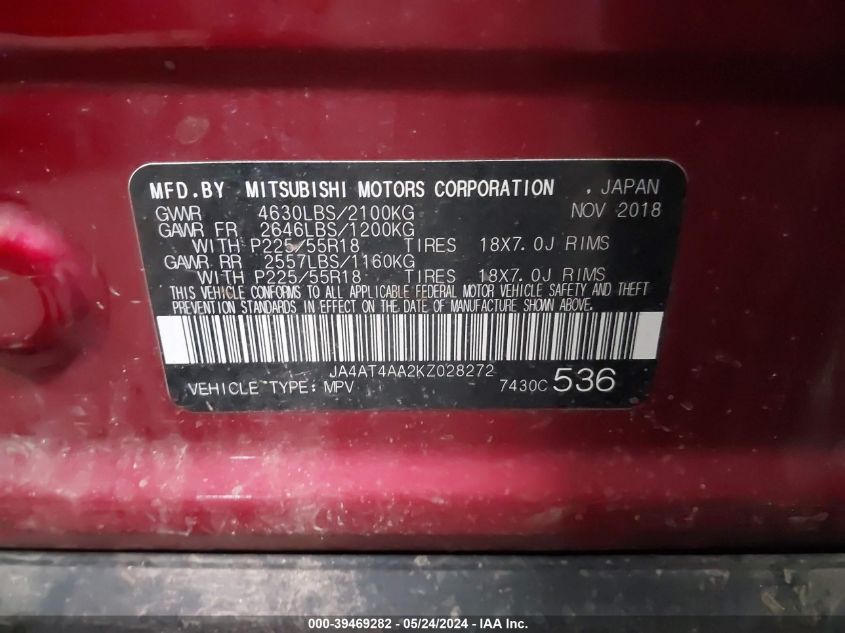 MFD.BY MITSUBISHI MOTORS CORPORATION , JAPAN
GVWR 4630LBS/2100KG NOV 2018
GAWR FR 2646LBS/1200KG
WITH P225/55R18 TIRES 18X7.0J RIMS
GAWR RR 2557LBS/1160KG
WITH P225/55R18 TIRES 18X7.0J RIMS
THIS VEHICLE CONFORMS TO ALL APPLICABLE FEDERAL MOTOR VEHICLE SAFETY AND THEFT
PREVENTION STANDARDS IN EFFECT ON THE DATE OF MANUFACTURE SHOWN ABOVE.
JA4AT4AA2KZ028272
VEHICLE TYPE: MPV 7430C 536
000-39469282 - 05/24/2024 - IAA Inc.